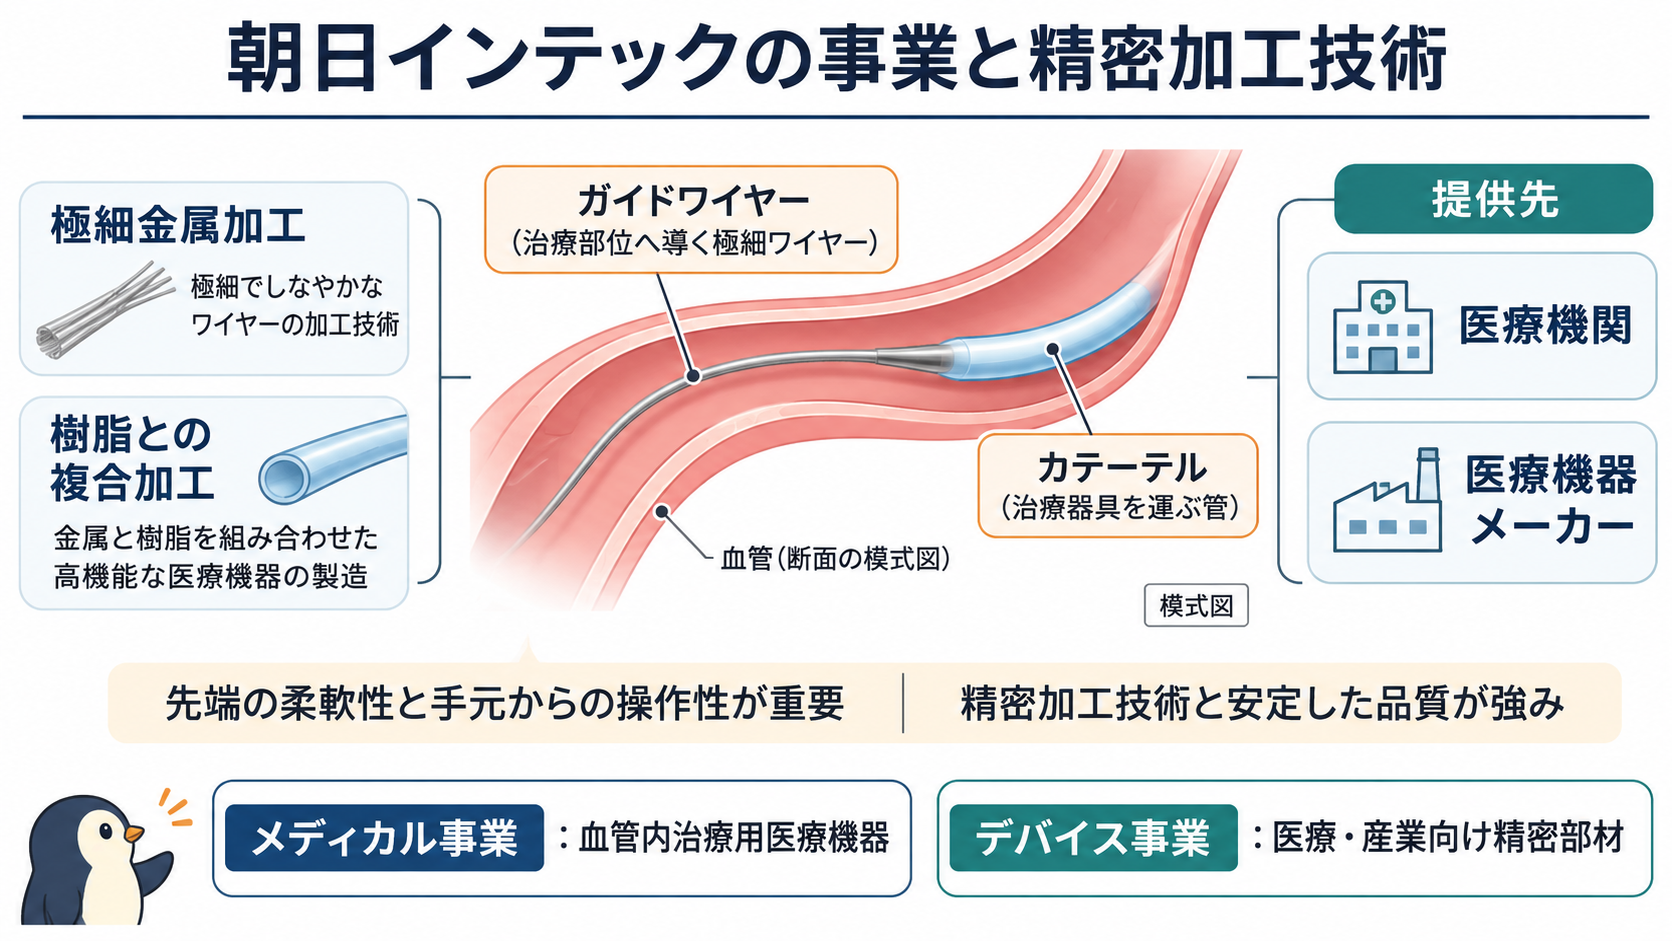 朝日インテックの事業と精密加工技術
極細金属加工
極細でしなやかな
ワイヤーの加工技術
樹脂との
複合加工
金属と樹脂を組み合わせた
高機能な医療機器の製造
ガイドワイヤー
(治療部位へ導く極細ワイヤー)
カテーテル
(治療器具を運ぶ管)
血管(断面の模式図)
模式図
提供先
医療機関
医療機器
メーカー
先端の柔軟性と手元からの操作性が重要
精密加工技術と安定した品質が強み
メディカル事業：血管内治療用医療機器
デバイス事業：医療・産業向け精密部材